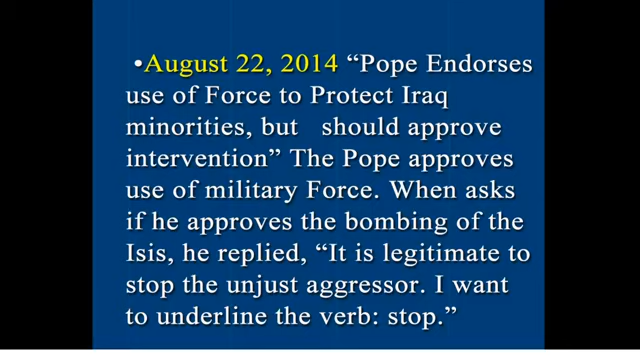 •August 22, 2014 “Pope Endorses
use of Force to Protect Iraq
minorities, but should approve
intervention” The Pope approves
use of military Force. When asks
if he approves the bombing of the
Isis, he replied, “It is legitimate to
stop the unjust aggressor. I want
to underline the verb: stop.”